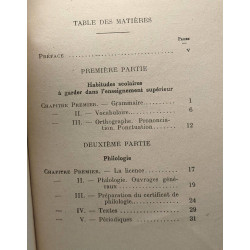 TABLE DES MATIÈRES
PAGES
PRÉFACE . . . . . . . . . . . v
PREMIÈRE PARTIE
Habitudes scolaires
à garder dans l'enseignement supérieur
CHAPITRE PREMIER. — Grammaire . . . . 1
— II. — Vocabulaire . . . . 6
— III. — Orthographe. Prononcia-
tion. Ponctuation . . . . 12
DEUXIÈME PARTIE
Philologie
CHAPITRE PREMIER. — La licence . . . . 17
— II. — Philologie. Ouvrages géné-
raux . . . . 19
— III. — Préparation du certificat de
philologie . . . . 24
— IV. — Textes . . . . 29
— V. — Périodiques . . . . 31